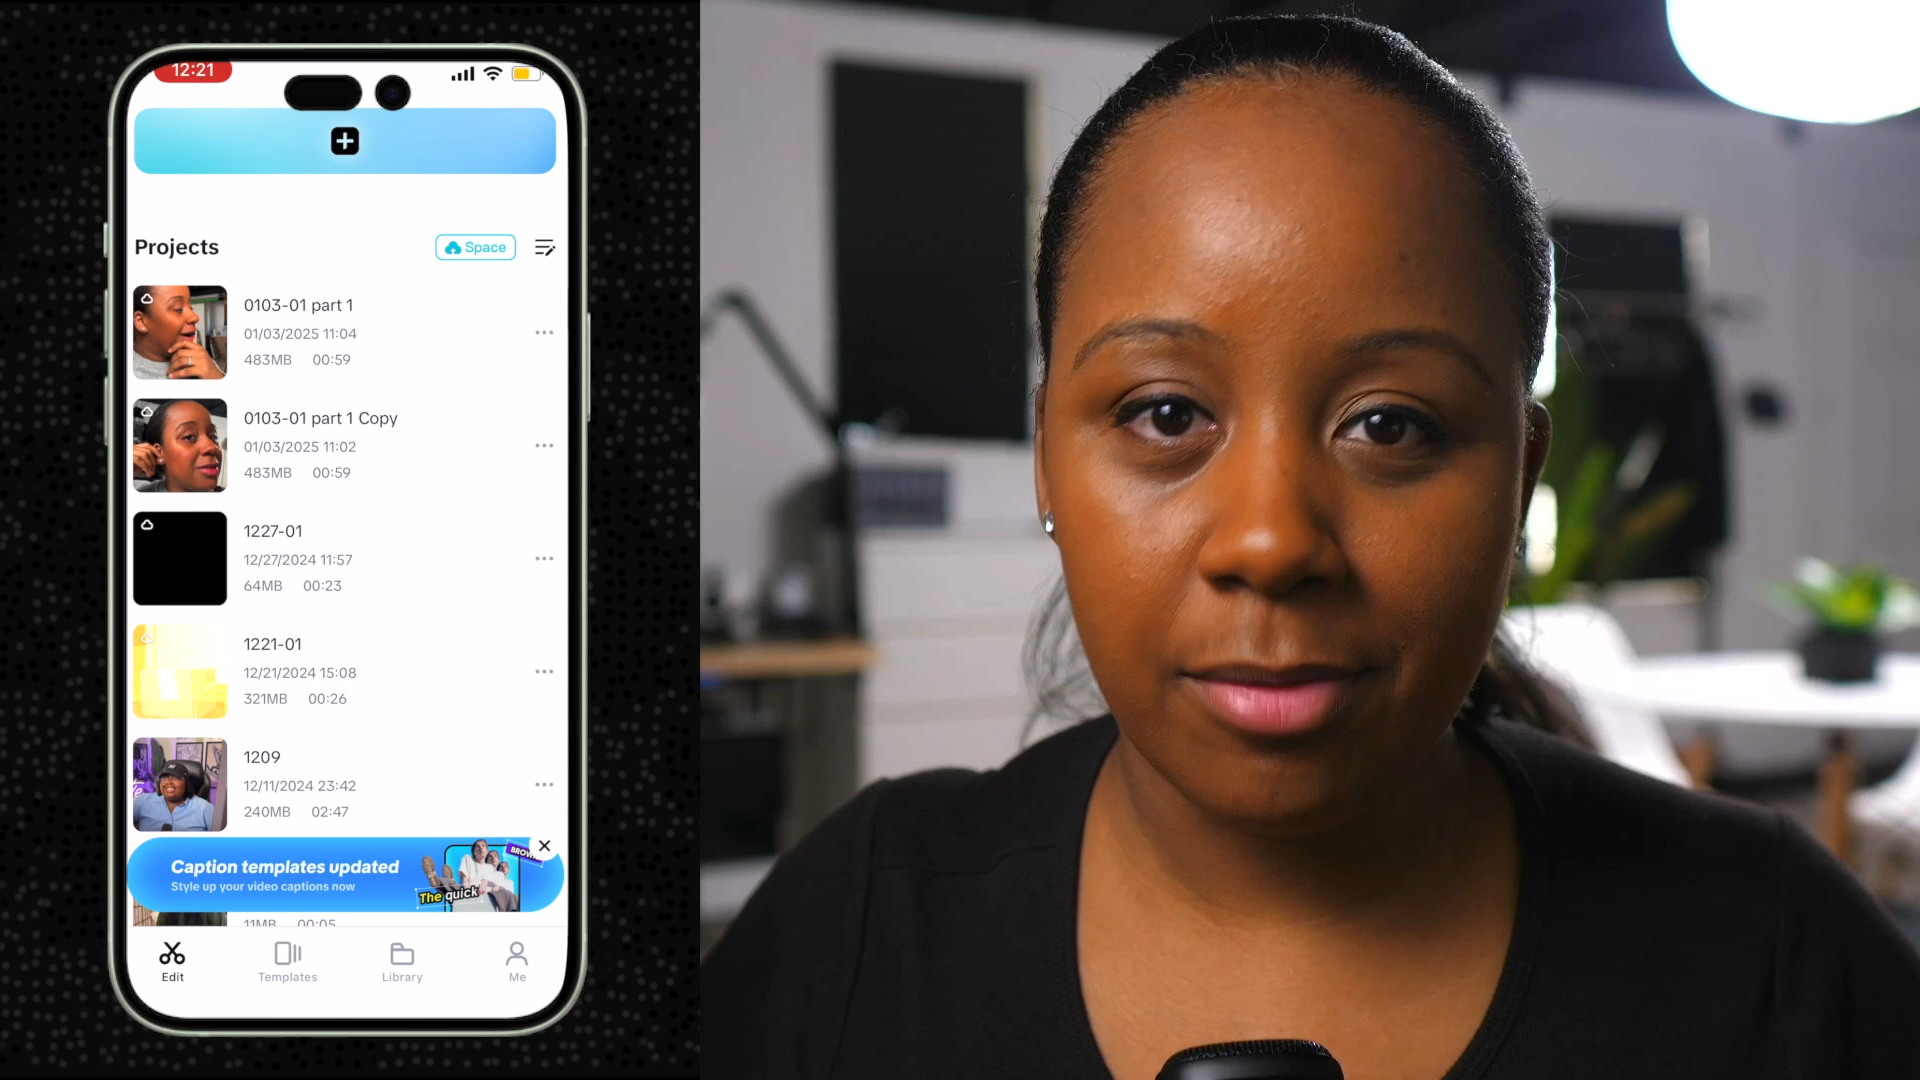 12:21
Projects
Space
0103-01 part 1
01/03/2025 11:04
483MB 00:59
0103-01 part 1 Copy
01/03/2025 11:02
483MB 00:59
1227-01
12/27/2024 11:57
64MB 00:23
1221-01
12/21/2024 15:08
321MB 00:26
1209
12/11/2024 23:42
240MB 02:47
Caption templates updated
Style up your video captions now
The quick
11MB 00:05
Edit
Templates
Library
Me